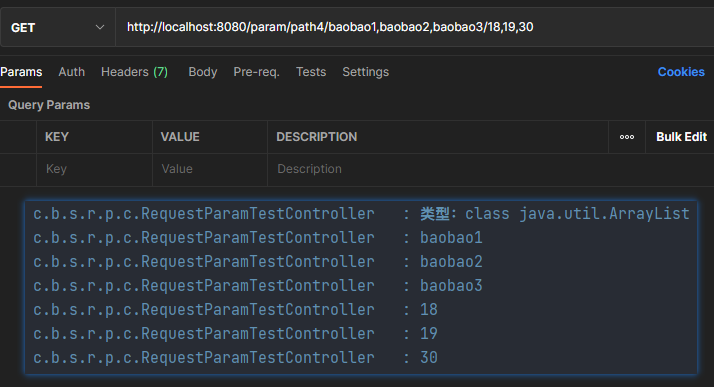 GET http://localhost:8080/param/path4/baobao1,baobao2,baobao3/18,19,30
Params Auth Headers (7) Body Pre-req. Tests Settings Cookies
Query Params
KEY VALUE DESCRIPTION ooo Bulk Edit
Key Value Description
c.b.s.r.p.c.RequestParamTestController : 类型：class java.util.ArrayList
c.b.s.r.p.c.RequestParamTestController : baobao1
c.b.s.r.p.c.RequestParamTestController : baobao2
c.b.s.r.p.c.RequestParamTestController : baobao3
c.b.s.r.p.c.RequestParamTestController : 18
c.b.s.r.p.c.RequestParamTestController : 19
c.b.s.r.p.c.RequestParamTestController : 30